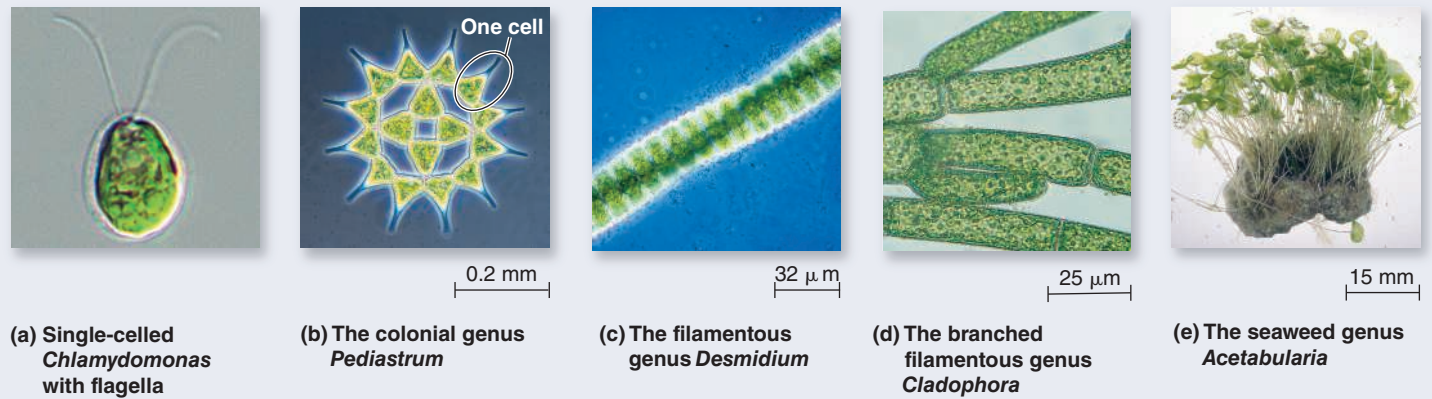 One cell
0.2 mm
32 μm
25 μm
15 mm
(a) Single-celled
Chlamydomonas
with flagella
(b) The colonial genus
Pediastrum
(c) The filamentous
genus Desmidium
(d) The branched
filamentous genus
Cladophora
(e) The seaweed genus
Acetabularia